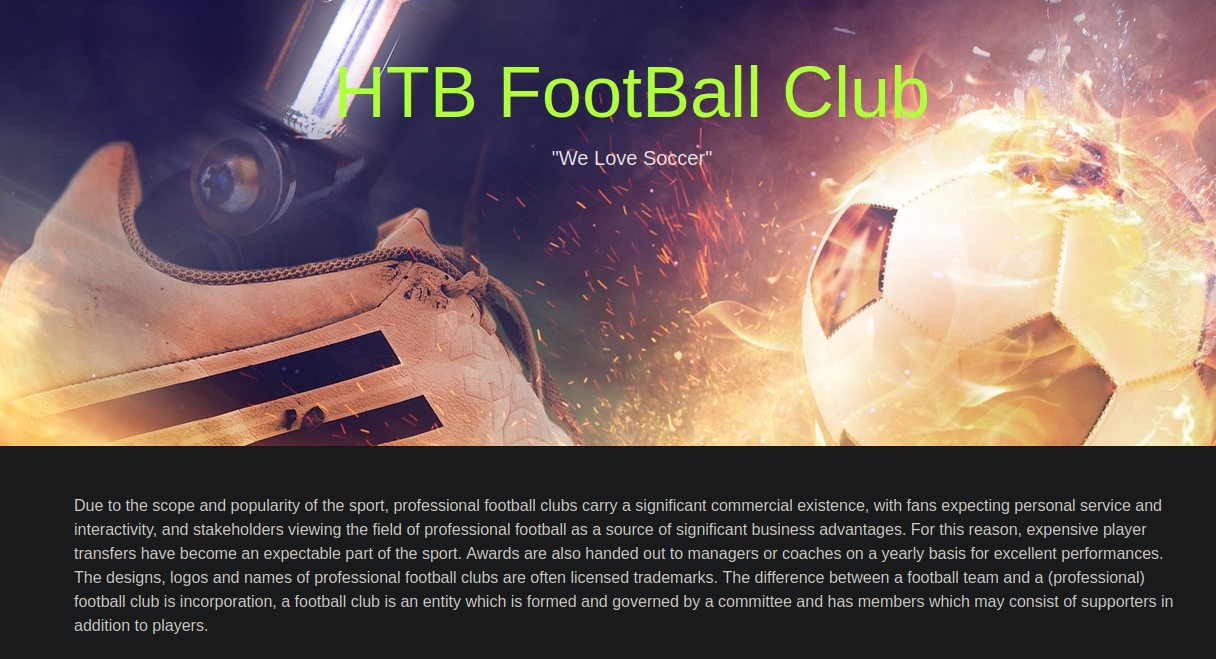 HTB FootBall Club
"We Love Soccer"
Due to the scope and popularity of the sport, professional football clubs carry a significant commercial existence, with fans expecting personal service and
interactivity, and stakeholders viewing the field of professional football as a source of significant business advantages. For this reason, expensive player
transfers have become an expectable part of the sport. Awards are also handed out to managers or coaches on a yearly basis for excellent performances.
The designs, logos and names of professional football clubs are often licensed trademarks. The difference between a football team and a (professional)
football club is incorporation, a football club is an entity which is formed and governed by a committee and has members which may consist of supporters in
addition to players.